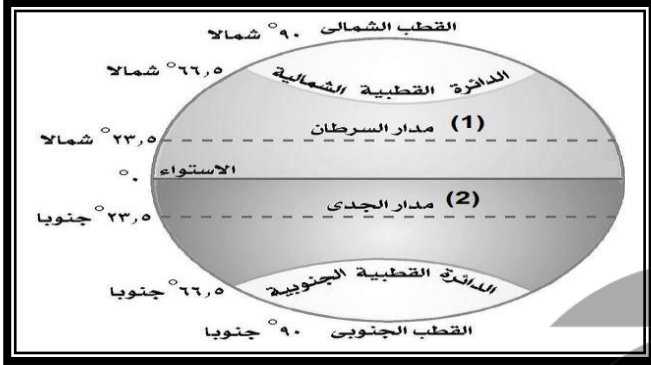 القطب الشمالى ٩٠° شمالا
الدائرة القطبية الشمالية ٦٦,٥° شمالا
(1) مدار السرطان ٢٣,٥° شمالا
الاستواء ٠°
(2) مدار الجدى ٢٣,٥° جنوبا
الدائرة القطبية الجنوبية ٦٦,٥° جنوبا
القطب الجنوبى ٩٠° جنوبا